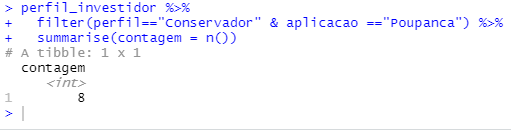 > perfil_investidor %>%
+   filter(perfil=="Conservador" & aplicacao =="Poupanca") %>%
+   summarise(contagem = n())
# A tibble: 1 x 1
  contagem
     <int>
1        8
>